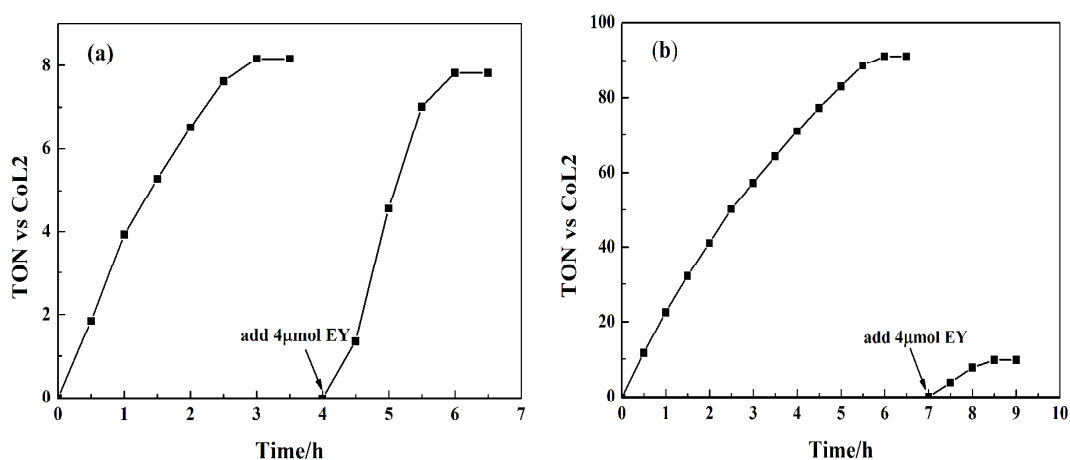 (a)
TON vs CoL2
8
6
4
2
0
add 4μmol EY
0 1 2 3 4 5 6 7
Time/h
(b)
TON vs CoL2
100
80
60
40
20
0
add 4μmol EY
0 1 2 3 4 5 6 7 8 9 10
Time/h